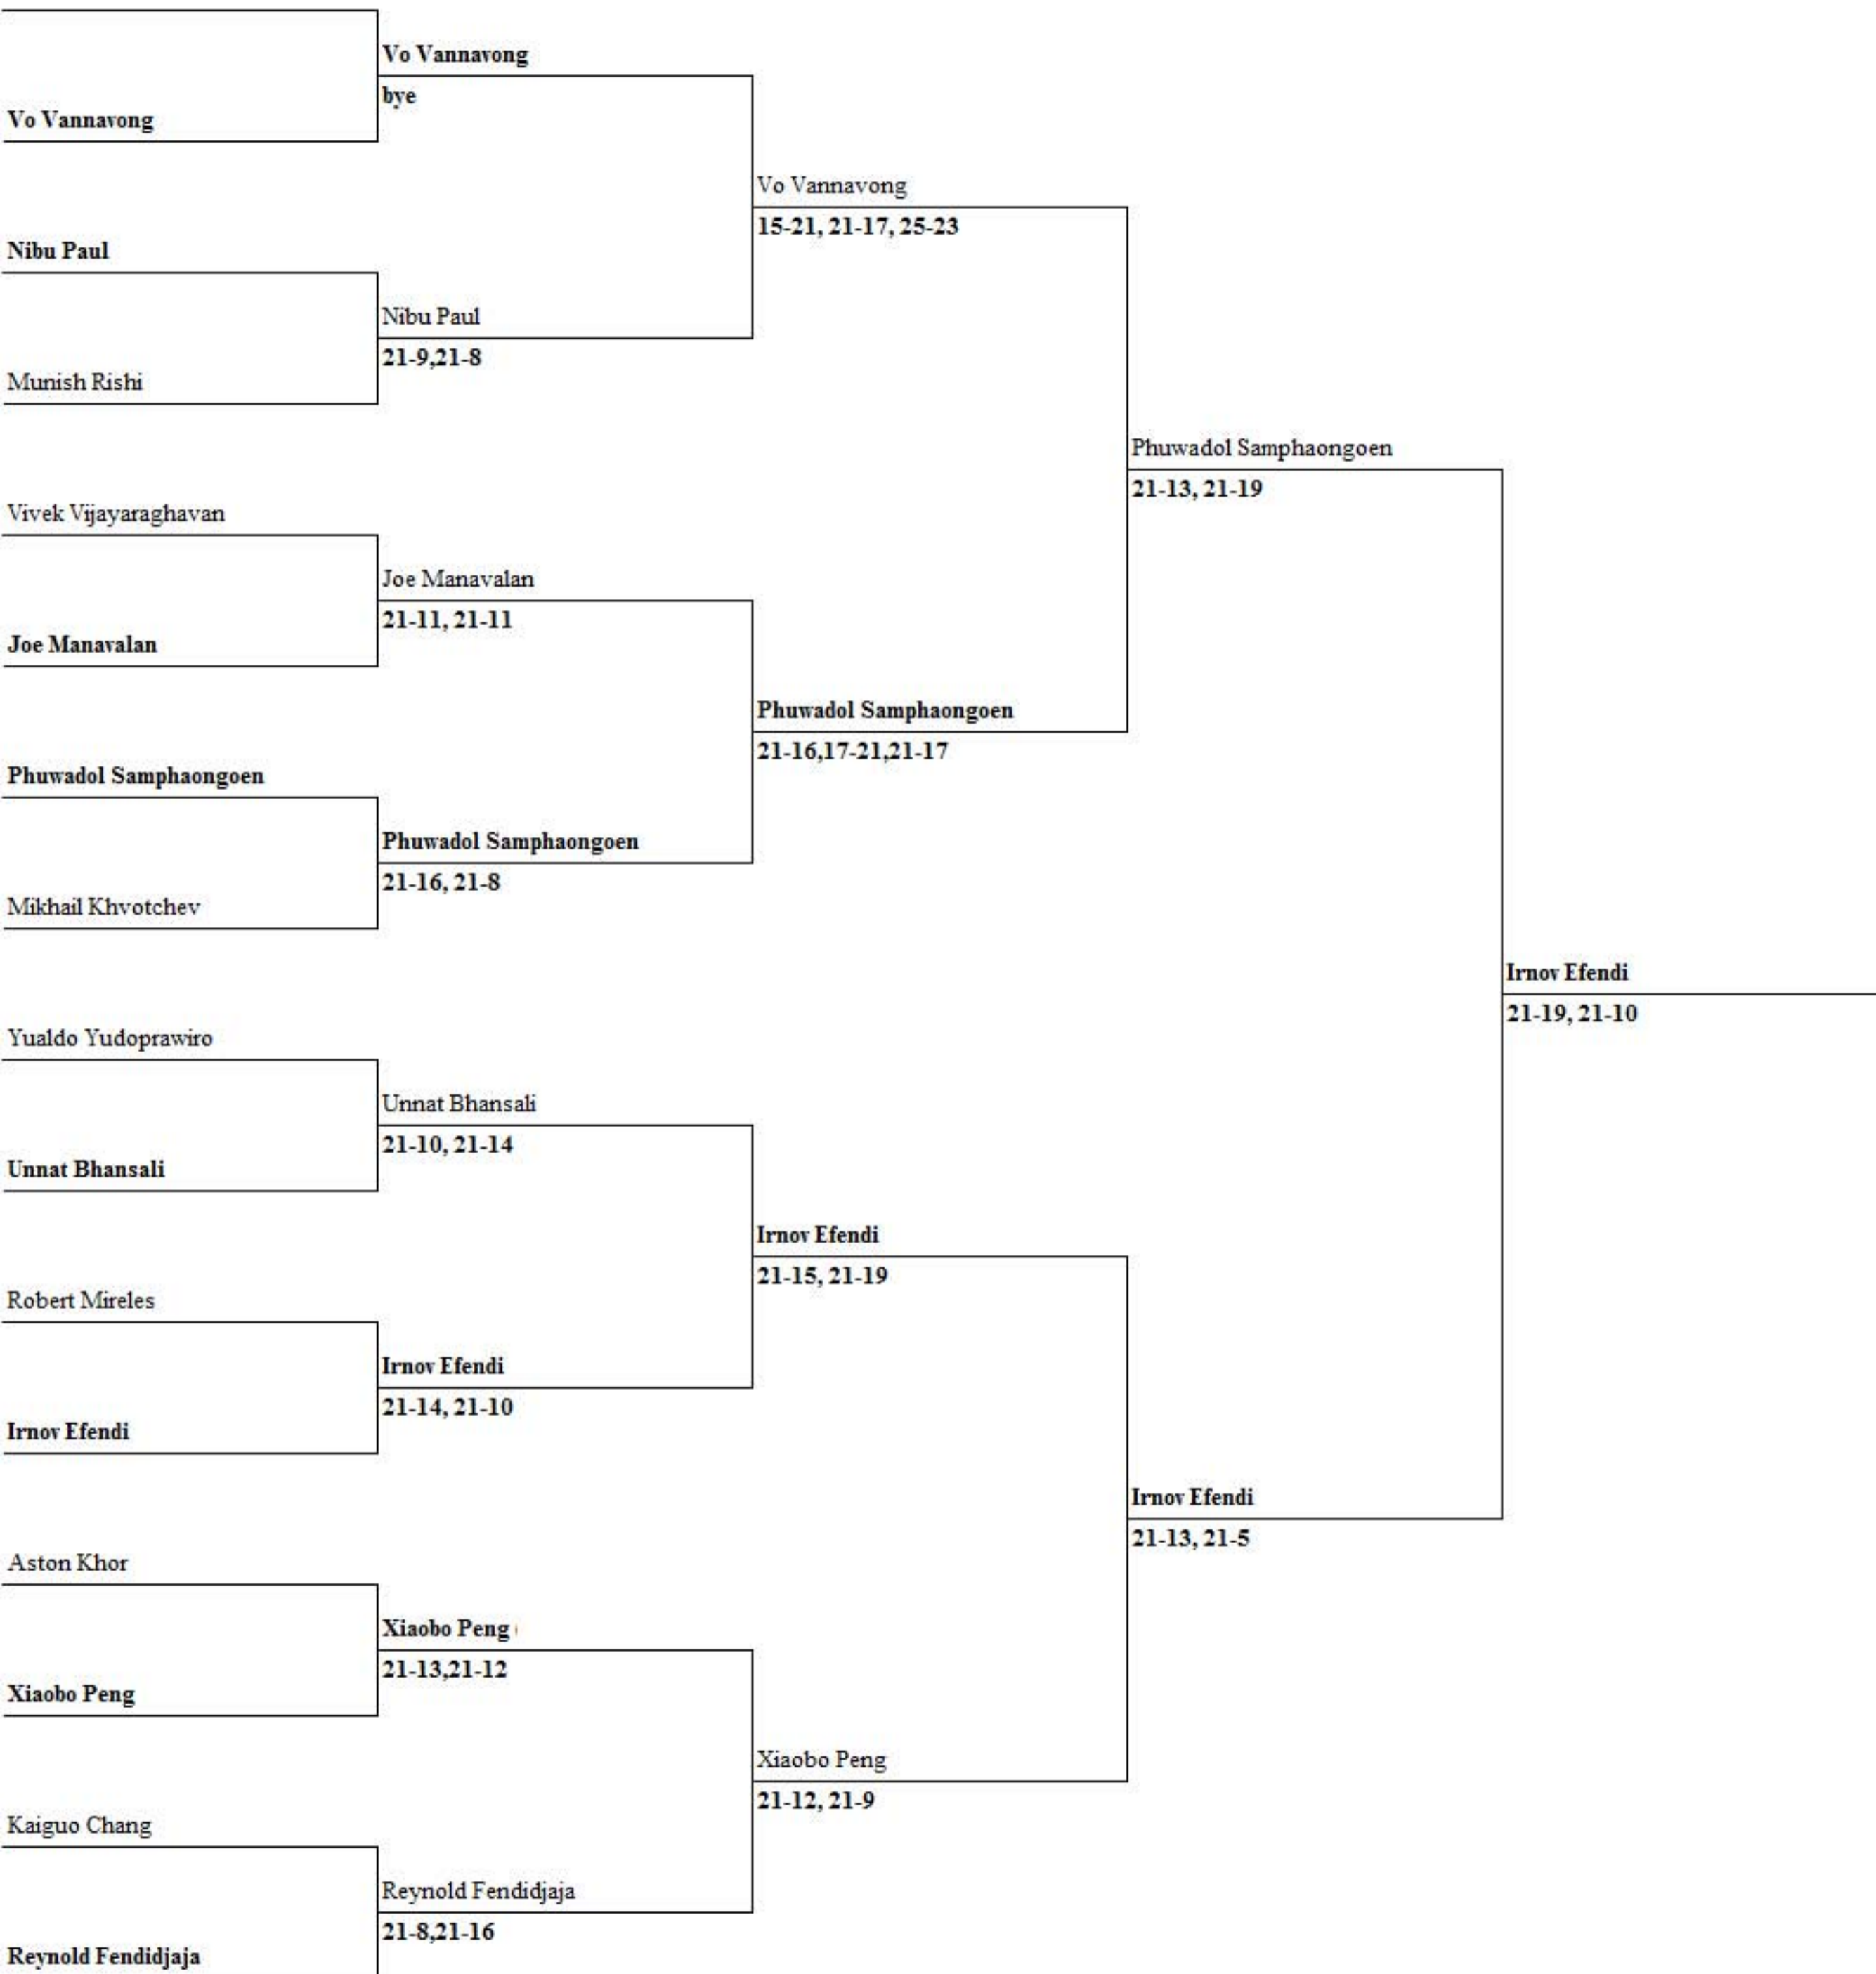 Vo Vannavong
bye
Vo Vannavong
Vo Vannavong
15-21, 21-17, 25-23
Nibu Paul
Nibu Paul
21-9,21-8
Munish Rishi
Phuwadol Samphaongoen
21-13, 21-19
Vivek Vijayaraghavan
Joe Manavalan
21-11, 21-11
Joe Manavalan
Phuwadol Samphaongoen
21-16,17-21,21-17
Phuwadol Samphaongoen
Phuwadol Samphaongoen
21-16, 21-8
Mikhail Khvotchev
Irnov Efendi
21-19, 21-10
Yualdo Yudoprawiro
Unnat Bhansali
21-10, 21-14
Unnat Bhansali
Irnov Efendi
21-15, 21-19
Robert Mireles
Irnov Efendi
21-14, 21-10
Irnov Efendi
Irnov Efendi
21-13, 21-5
Aston Khor
Xiaobo Peng
21-13,21-12
Xiaobo Peng
Xiaobo Peng
21-12, 21-9
Kaiguo Chang
Reynold Fendidjaja
21-8,21-16
Reynold Fendidjaja